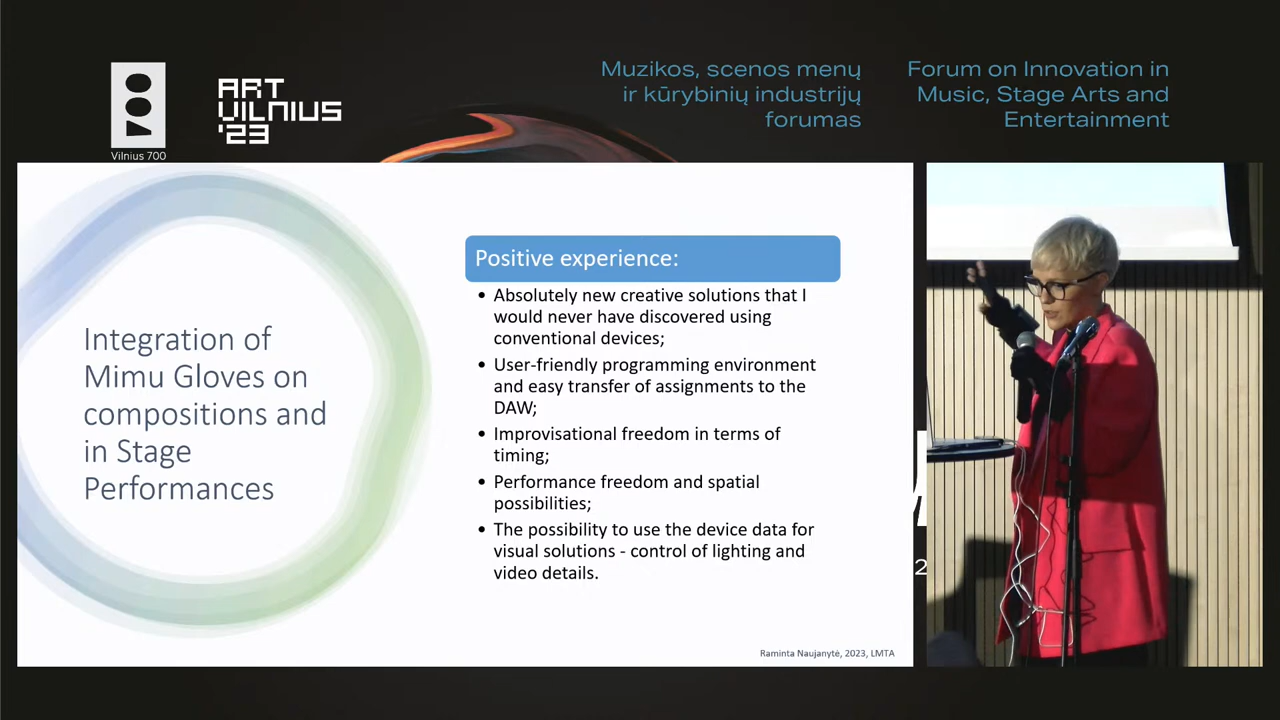 Vilnius 700
ART
VILNIUS
'23
Muzikos, scenos menų
ir kūrybinių industrijų
forumas
Forum on Innovation in
Music, Stage Arts and
Entertainment
Integration of
Mimu Gloves on
compositions and
in Stage
Performances
Positive experience:
• Absolutely new creative solutions that I
would never have discovered using
conventional devices;
• User-friendly programming environment
and easy transfer of assignments to the
DAW;
• Improvisational freedom in terms of
timing;
• Performance freedom and spatial
possibilities;
• The possibility to use the device data for
visual solutions - control of lighting and
video details.
Raminta Naujanytė, 2023, LMTA